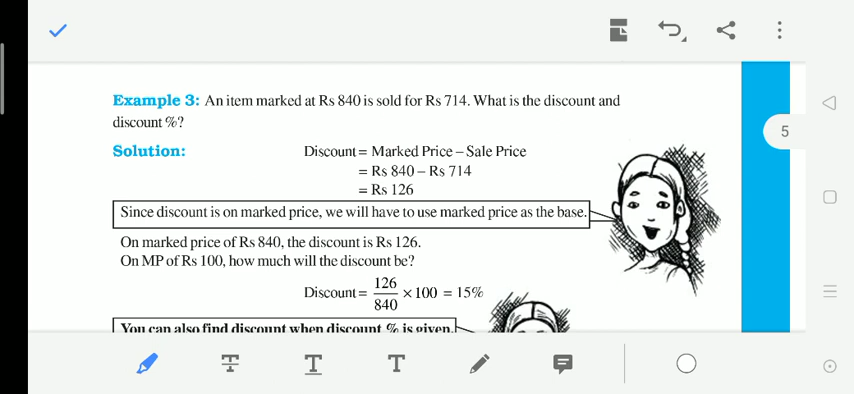 Example 3: An item marked at Rs 840 is sold for Rs 714. What is the discount and
discount %?
Solution: Discount = Marked Price – Sale Price
= Rs 840 – Rs 714
= Rs 126
Since discount is on marked price, we will have to use marked price as the base.
On marked price of Rs 840, the discount is Rs 126.
On MP of Rs 100, how much will the discount be?
Discount = 126/840 × 100 = 15%
You can also find discount when discount % is given.
5
T T T